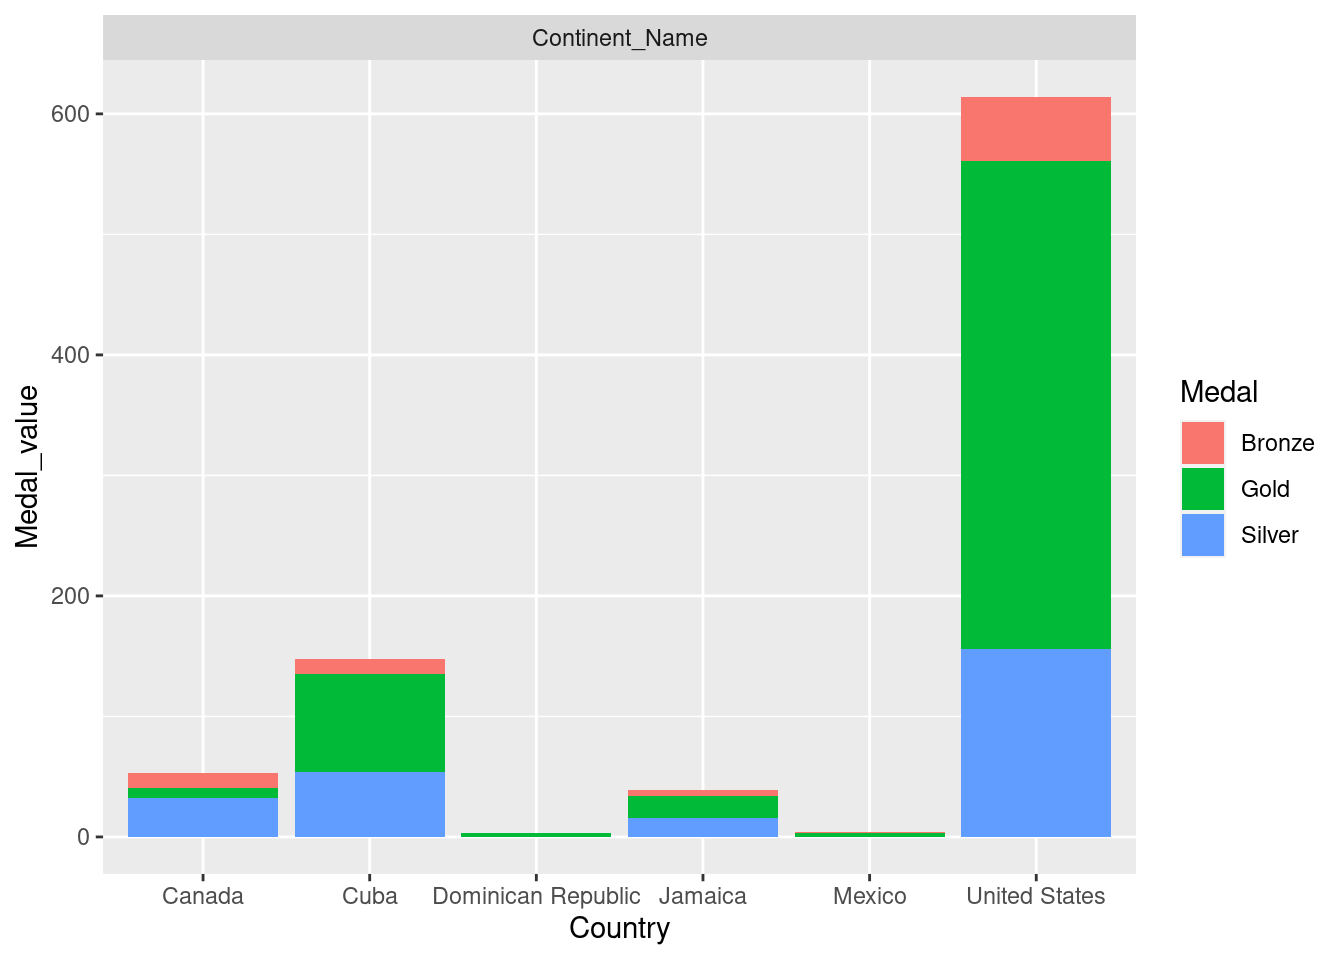 Continent_Name
600
400
200
0
Medal_value
Canada
Cuba
Dominican Republic
Jamaica
Mexico
United States
Country
Medal
Bronze
Gold
Silver